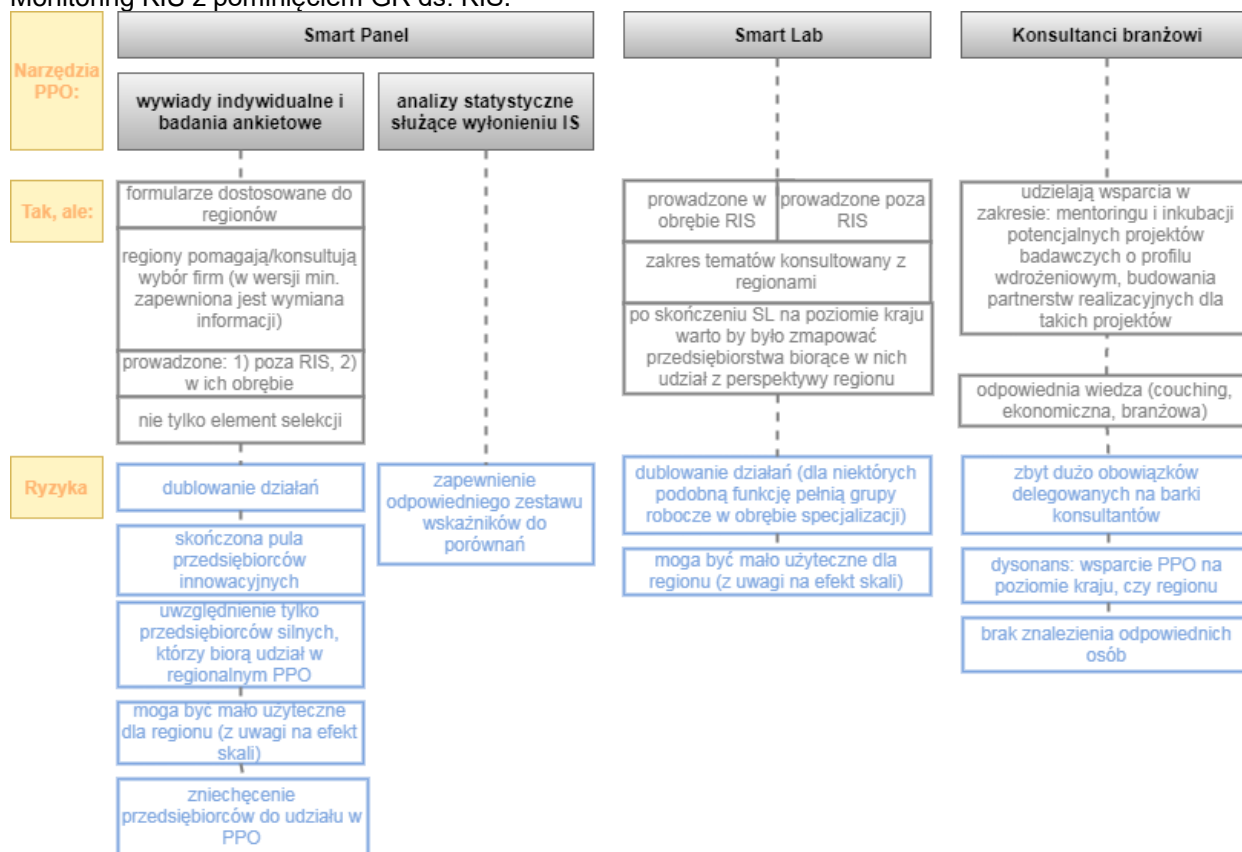 Monitoring RIS z pominięciem GR ds. RIS.
Narzędzia
PPO:
Smart Panel
wywiady indywidualne i
badania ankietowe
analizy statystyczne
służące wyłonieniu IS
Smart Lab
Konsultanci branżowi
Tak, ale:
formularze dostosowane do
regionów
regiony pomagają/konsultują
wybór firm (w wersji min.
zapewniona jest wymiana
informacji)
prowadzone: 1) poza RIS, 2)
w ich obrębie
nie tylko element selekcji
prowadzone w
obrębie RIS
prowadzone poza
RIS
zakres tematów konsultowany z
regionami
po skończeniu SL na poziomie kraju
warto by było zmapować
przedsiębiorstwa biorące w nich
udział z perspektywy regionu
udzielają wsparcia w
zakresie: mentoringu i inkubacji
potencjalnych projektów
badawczych o profilu
wdrożeniowym, budowania
partnerstw realizacyjnych dla
takich projektów
odpowiednia wiedza (couching,
ekonomiczna, branżowa)
Ryzyka
dublowanie działań
skończona pula
przedsiębiorców
innowacyjnych
uwzględnienie tylko
przedsiębiorców silnych,
którzy biorą udział w
regionalnym PPO
moga być mało użyteczne
dla regionu (z uwagi na efekt
skali)
zniechęcenie
przedsiębiorców do udziału w
PPO
zapewnienie
odpowiedniego zestawu
wskaźników do
porównań
dublowanie działań (dla niektórych
podobną funkcję pełnią grupy
robocze w obrębie specjalizacji)
moga być mało użyteczne dla
regionu (z uwagi na efekt skali)
zbyt dużo obowiązków
delegowanych na barki
konsultantów
dysonans: wsparcie PPO na
poziomie kraju, czy regionu
brak znalezienia odpowiednich
osób